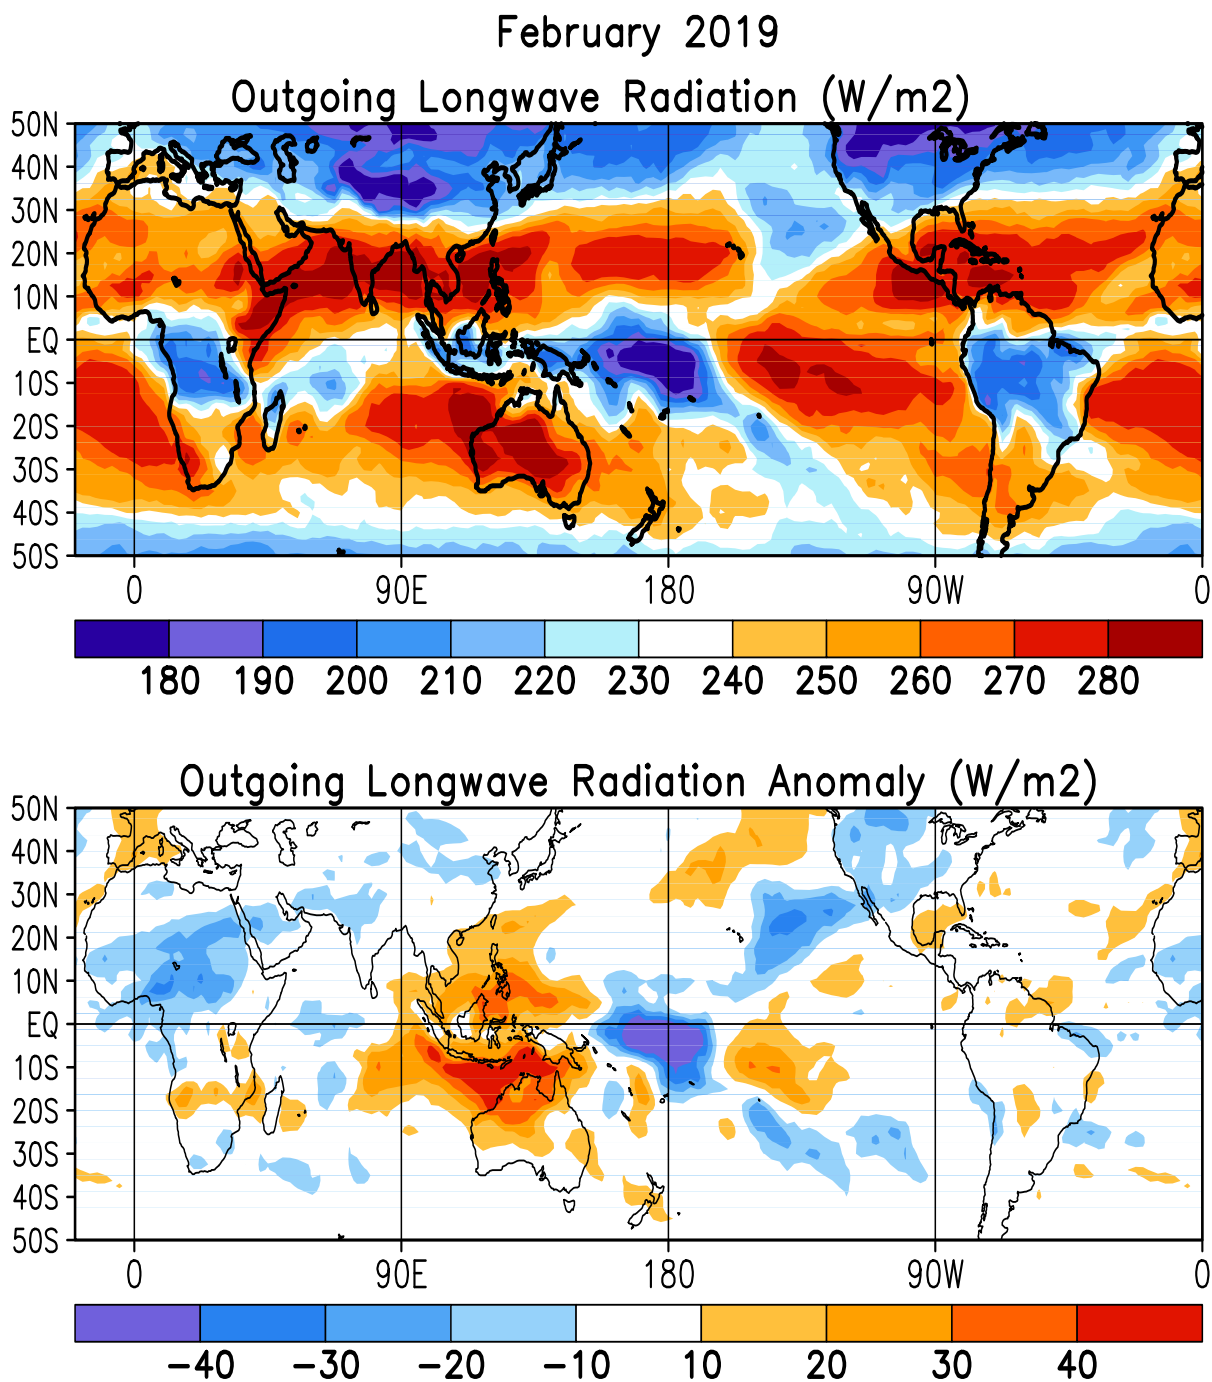 February 2019
Outgoing Longwave Radiation (W/m2)
50N
40N
30N
20N
10N
EQ
10S
20S
30S
40S
50S
0 90E 180 90W 0
180 190 200 210 220 230 240 250 260 270 280
Outgoing Longwave Radiation Anomaly (W/m2)
50N
40N
30N
20N
10N
EQ
10S
20S
30S
40S
50S
0 90E 180 90W 0
−40 −30 −20 −10 10 20 30 40